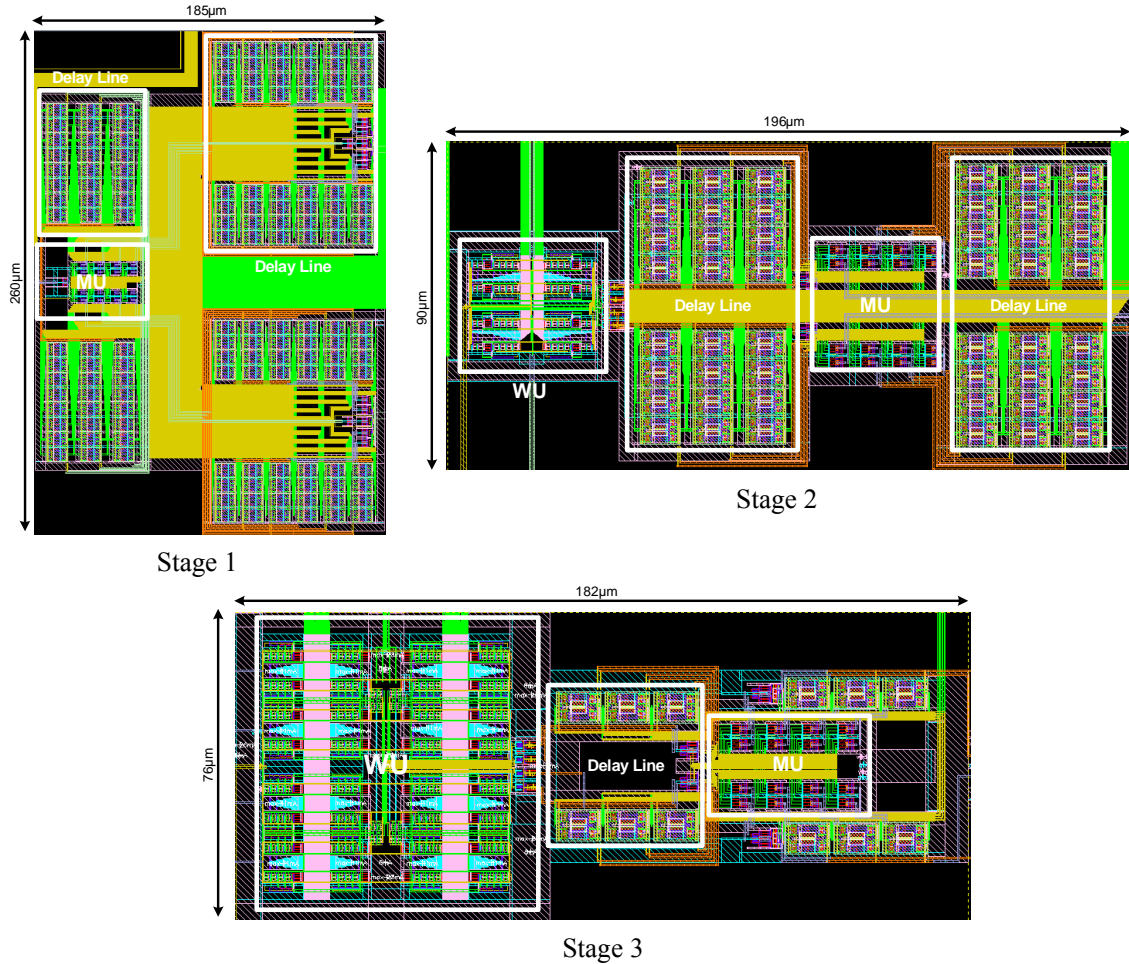 185µm
260µm
Delay Line
Delay Line
MU
Stage 1
196µm
90µm
WU
Delay Line
MU
Delay Line
Stage 2
182µm
76µm
WU
Delay Line
MU
Stage 3